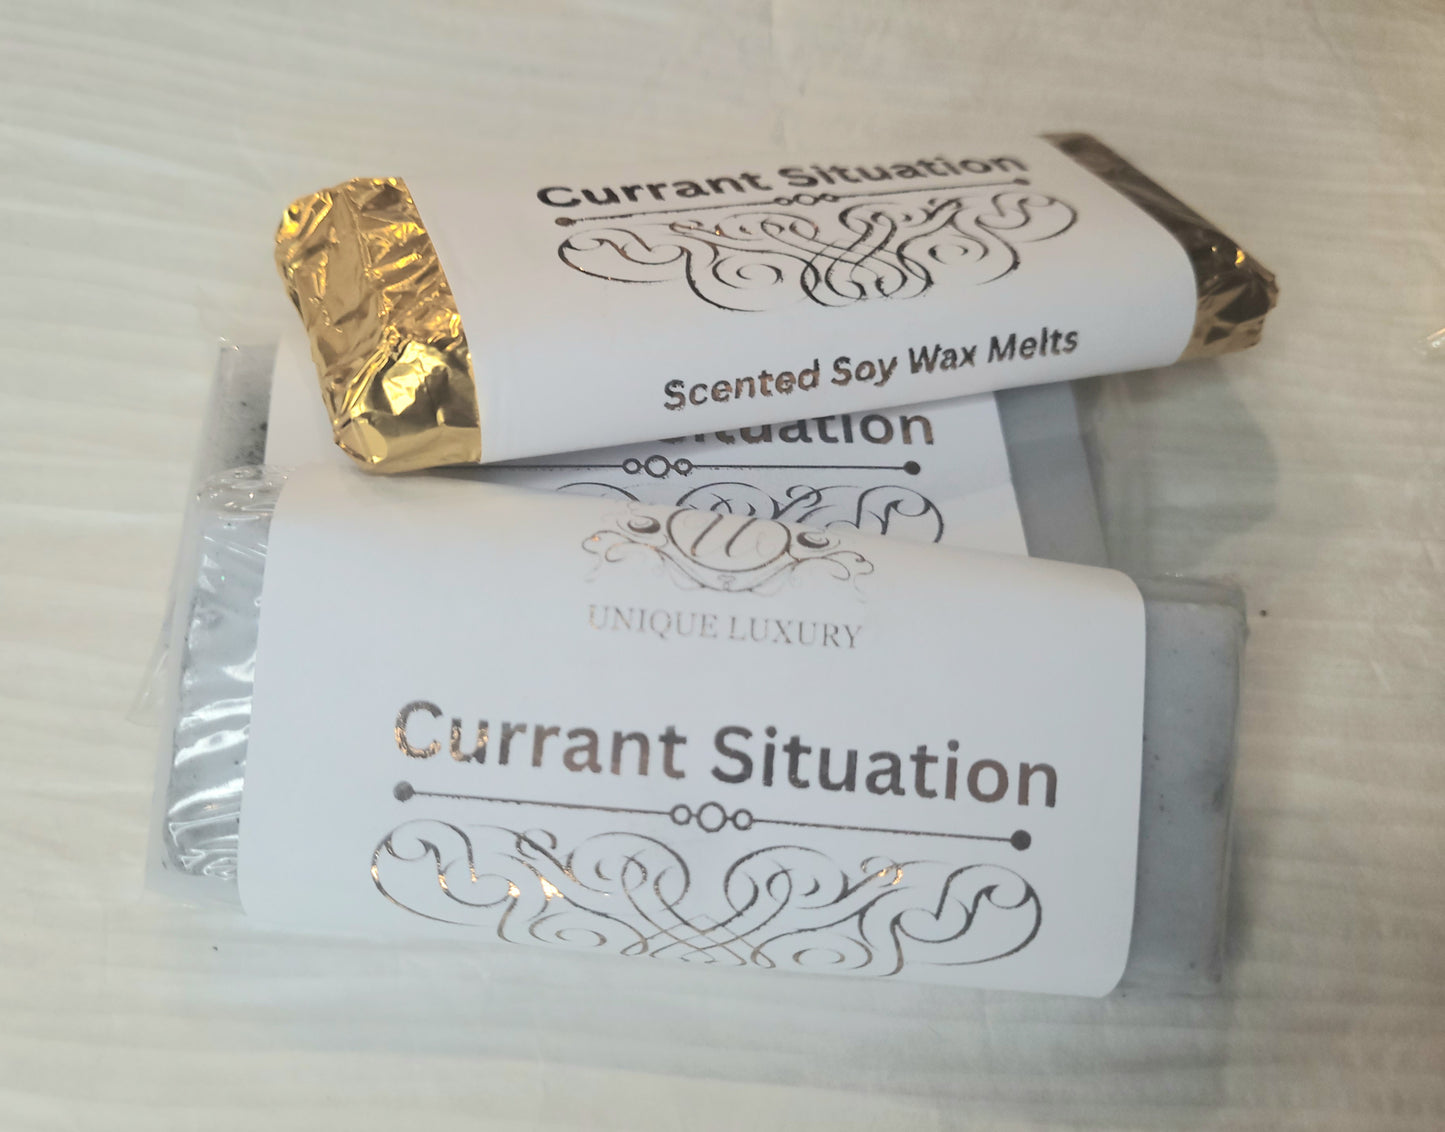 Currant Situation
Scented Soy Wax Melts
Situation
U
UNIQUE LUXURY
Currant Situation